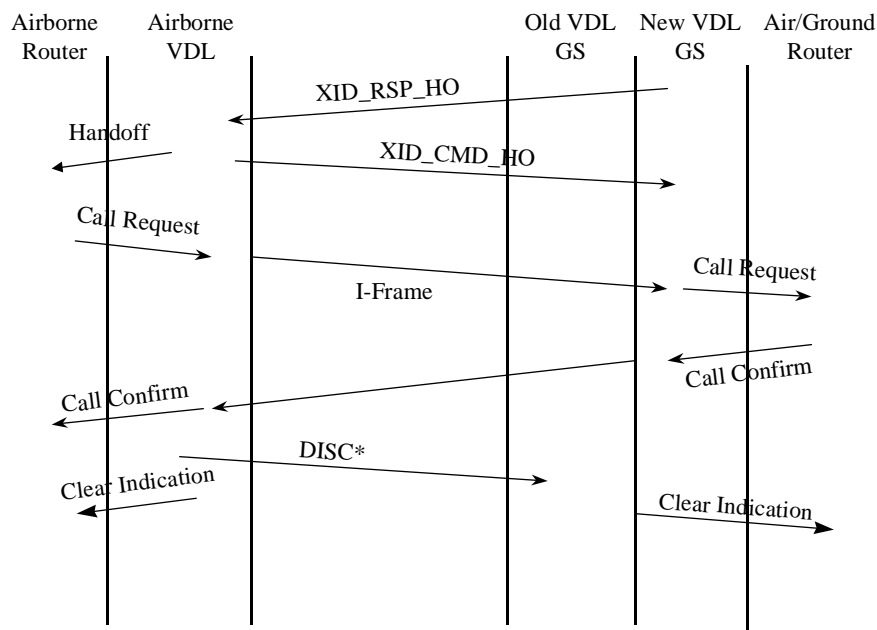 Airborne
Router
Airborne
VDL
Old VDL
GS
New VDL
GS
Air/Ground
Router
XID_RSP_HO
Handoff
XID_CMD_HO
Call Request
I-Frame
Call Request
Call Confirm
Call Confirm
DISC*
Clear Indication
Clear Indication